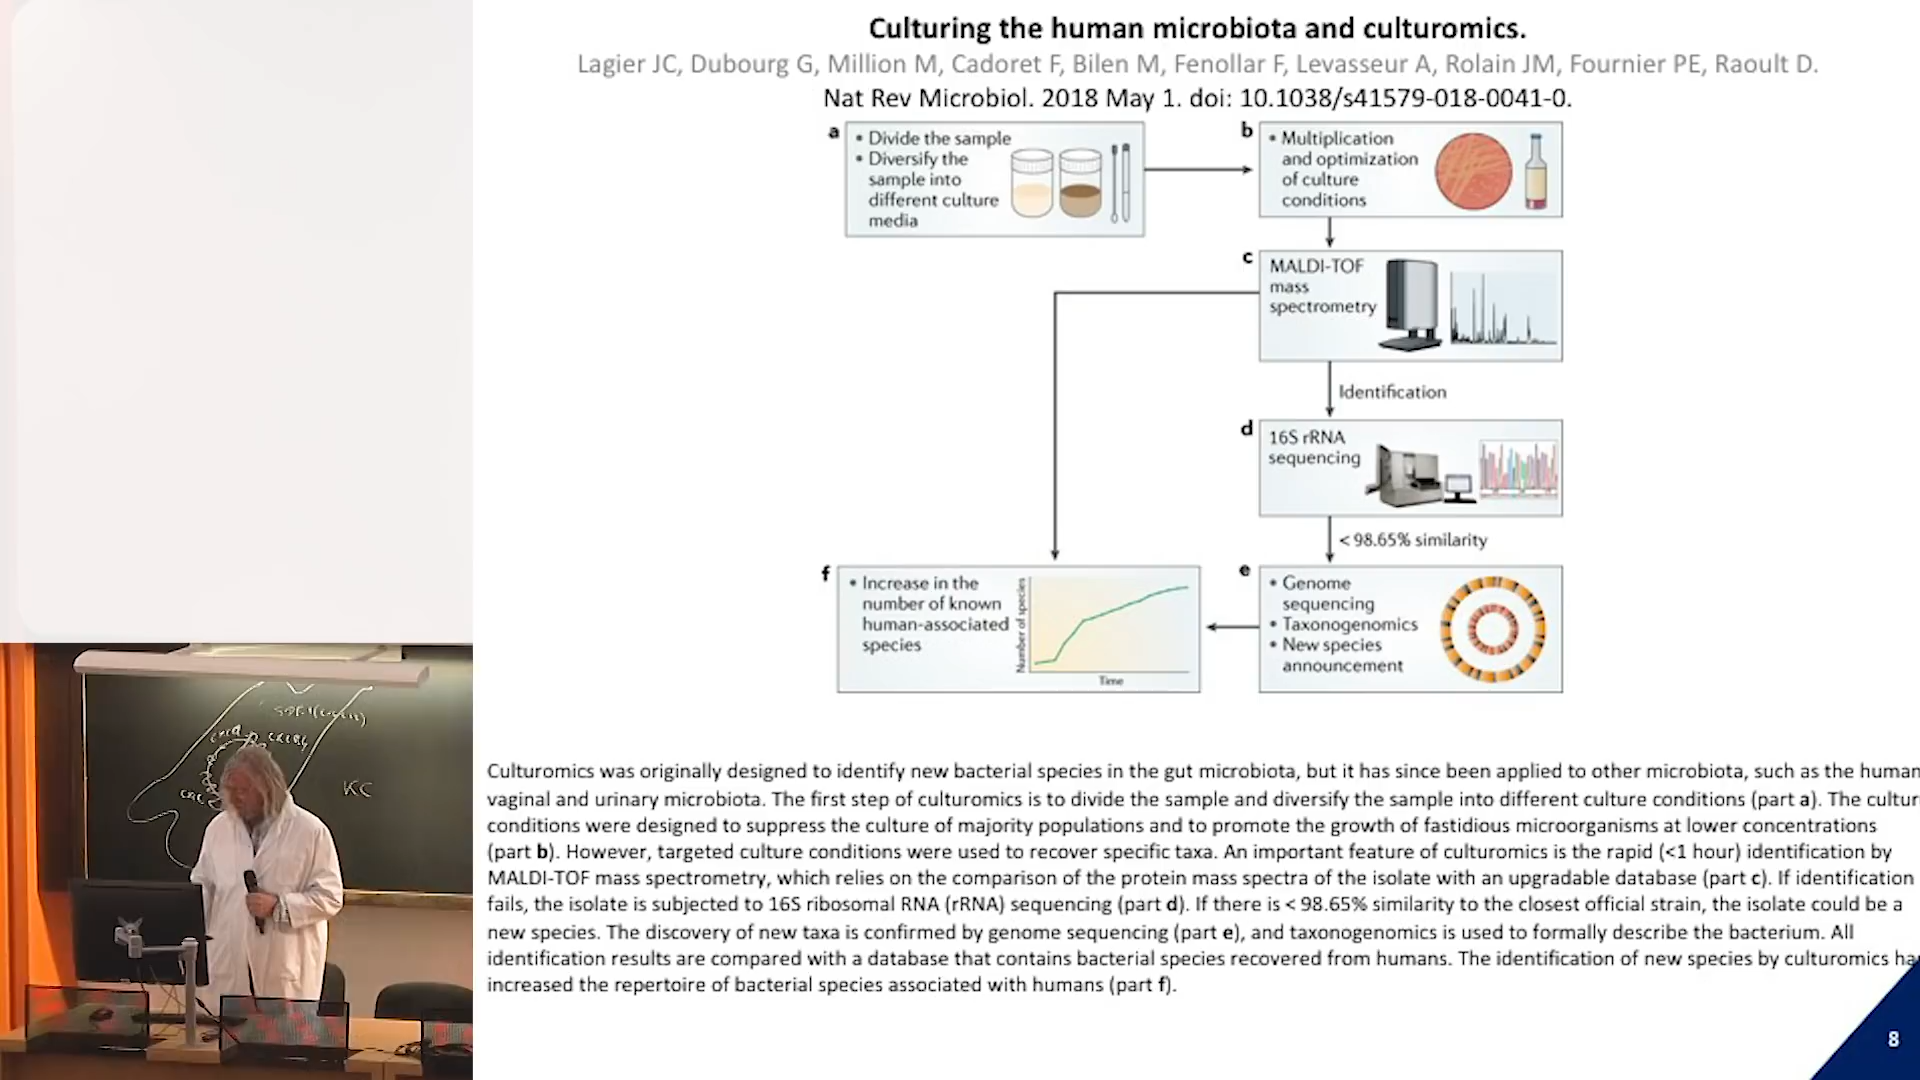 Culturing the human microbiota and culturomics.
Lagier JC, Dubourg G, Million M, Cadoret F, Bilen M, Fenollar F, Levasseur A, Rolain JM, Fournier PE, Raoult D.
Nat Rev Microbiol. 2018 May 1. doi: 10.1038/s41579-018-0041-0.
a
• Divide the sample
• Diversify the
sample into
different culture
media
b
• Multiplication
and optimization
of culture
conditions
c
MALDI-TOF
mass
spectrometry
Identification
d
16S rRNA
sequencing
< 98.65% similarity
e
• Genome
sequencing
• Taxonogenomics
• New species
announcement
f
• Increase in the
number of known
human-associated
species
Number of species
Time
Culturomics was originally designed to identify new bacterial species in the gut microbiota, but it has since been applied to other microbiota, such as the human
vaginal and urinary microbiota. The first step of culturomics is to divide the sample and diversify the sample into different culture conditions (part a). The cultur
conditions were designed to suppress the culture of majority populations and to promote the growth of fastidious microorganisms at lower concentrations
(part b). However, targeted culture conditions were used to recover specific taxa. An important feature of culturomics is the rapid (<1 hour) identification by
MALDI-TOF mass spectrometry, which relies on the comparison of the protein mass spectra of the isolate with an upgradable database (part c). If identification
fails, the isolate is subjected to 16S ribosomal RNA (rRNA) sequencing (part d). If there is < 98.65% similarity to the closest official strain, the isolate could be a
new species. The discovery of new taxa is confirmed by genome sequencing (part e), and taxonogenomics is used to formally describe the bacterium. All
identification results are compared with a database that contains bacterial species recovered from humans. The identification of new species by culturomics ha
increased the repertoire of bacterial species associated with humans (part f).
KC
8